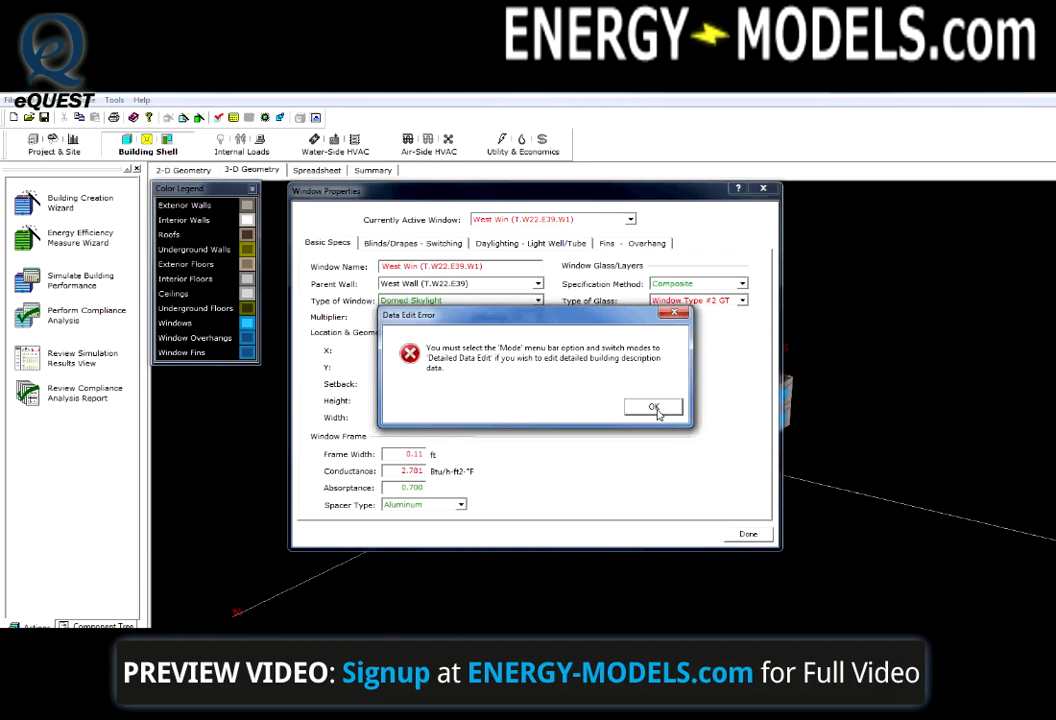 ENERGY MODELS.com
eQUEST
Tools Help
Project & Site Building Shell Internal Loads Water-Side HVAC Air-Side HVAC Utility & Economics
2-D Geometry 3-D Geometry Spreadsheet Summary
Building Creation Wizard
Energy Efficiency Measure Wizard
Simulate Building Performance
Perform Compliance Analysis
Review Simulation Results View
Review Compliance Analysis Report
Component Tree
Color Legend
Exterior Walls
Interior Walls
Roofs
Underground Walls
Exterior Floors
Interior Floors
Ceilings
Underground Floors
Windows
Window Overhangs
Window Fins
Window Properties
Currently Active Window: West Win (T.W22.E39.W1)
Basic Specs Blinds/Drapes - Switching Daylighting - Light Well/Tube Fins - Overhang
Window Name: West Win (T.W22.E39.W1) Window Glass/Layers
Parent Wall: West Wall (T.W22.E39) Specification Method: Composite
Type of Window: Domed Skylight Type of Glass: Window Type #2 GT
Multiplier:
Location & Geome
X:
Y:
Setback:
Height:
Width:
Data Edit Error
You must select the 'Mode' menu bar option and switch modes to
'Detailed Data Edit' if you wish to edit detailed building description
data.
OK
Window Frame
Frame Width: 0.11 ft
Conductance: 2.781 Btu/h-ft2-°F
Absorptance: 0.700
Spacer Type: Aluminum
Done
PREVIEW VIDEO: Signup at ENERGY-MODELS.com for Full Video